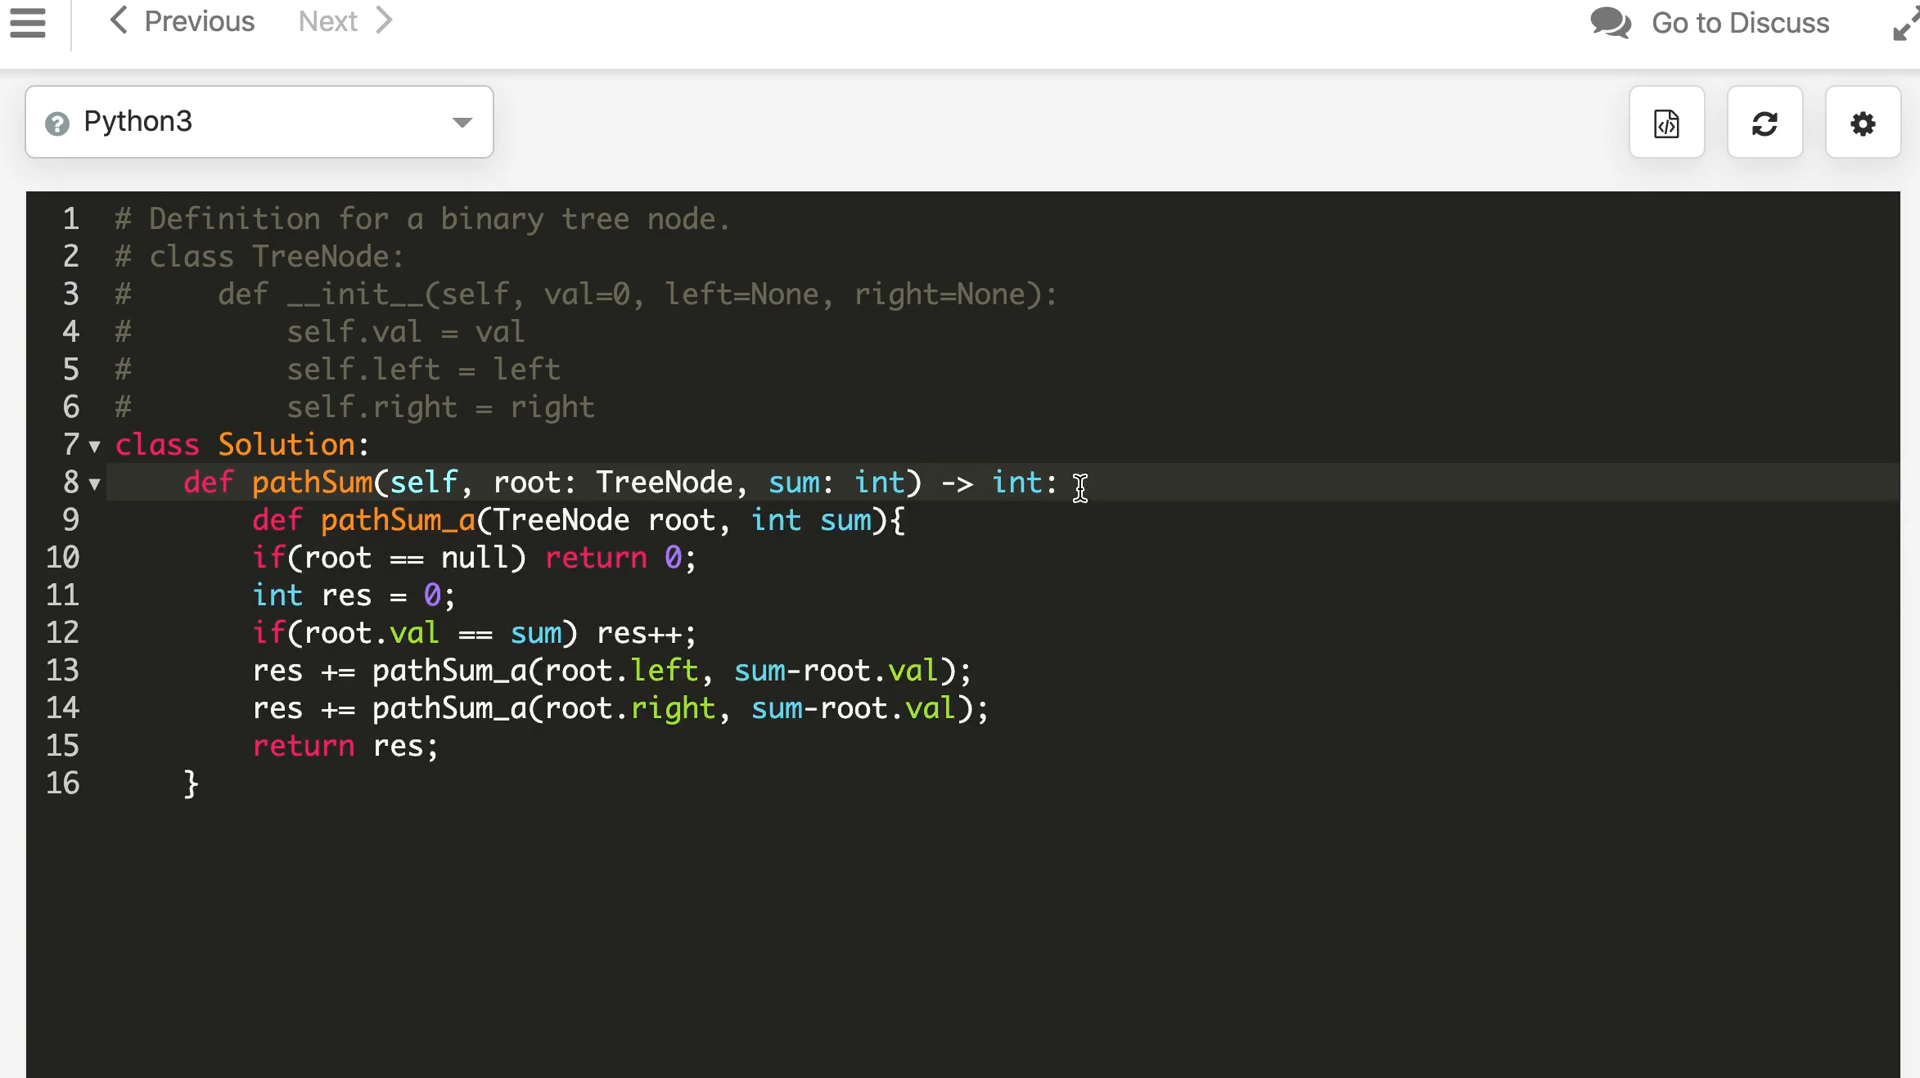 Previous Next Go to Discuss
Python3
1 # Definition for a binary tree node.
2 # class TreeNode:
3 #     def __init__(self, val=0, left=None, right=None):
4 #         self.val = val
5 #         self.left = left
6 #         self.right = right
7 class Solution:
8     def pathSum(self, root: TreeNode, sum: int) -> int:
9         def pathSum_a(TreeNode root, int sum){
10         if(root == null) return 0;
11         int res = 0;
12         if(root.val == sum) res++;
13         res += pathSum_a(root.left, sum-root.val);
14         res += pathSum_a(root.right, sum-root.val);
15         return res;
16     }